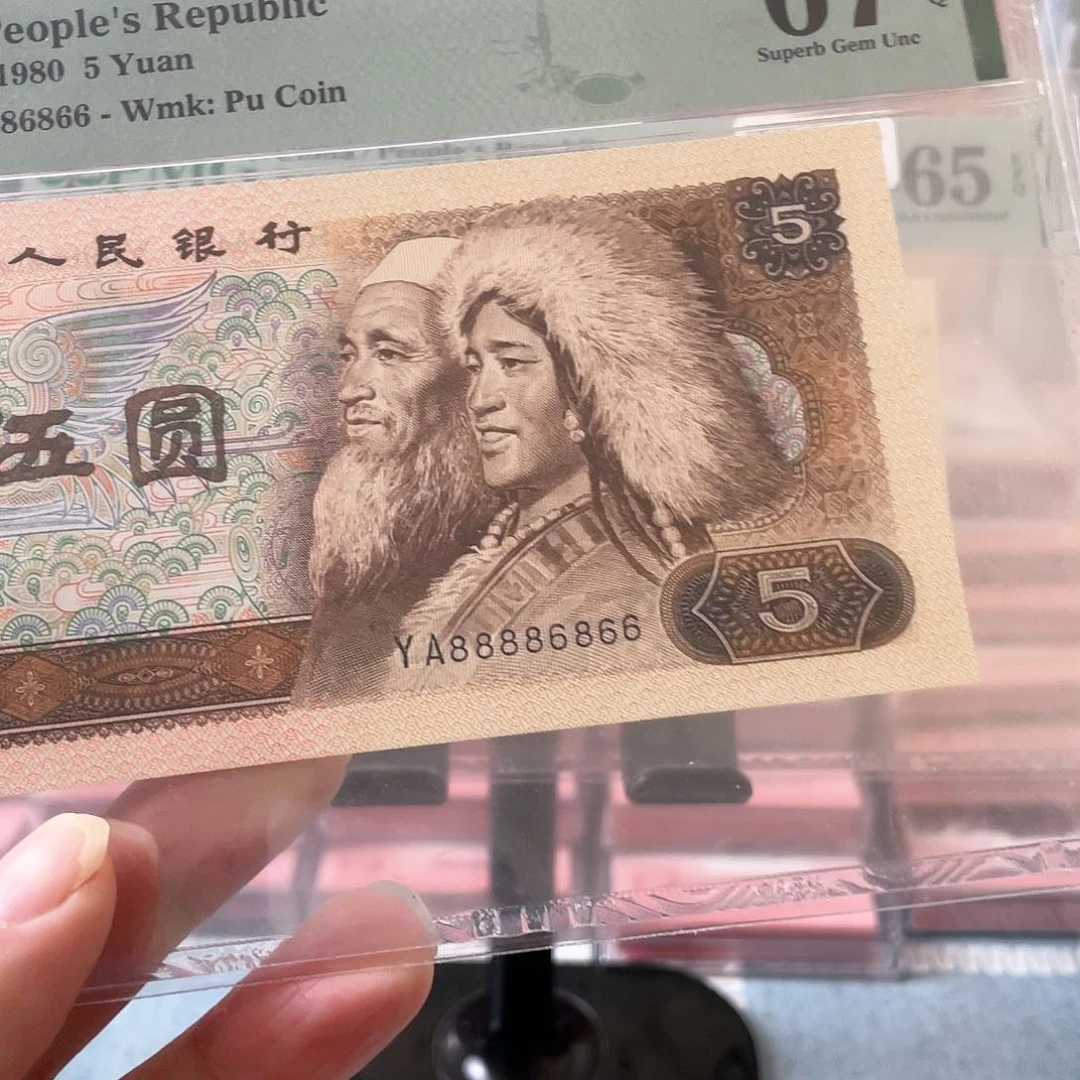 People's Republic
1980 5 Yuan
86866 - Wmk: Pu Coin
67
Superb Gem Unc
65
人民银行
5
五圆
5
YA88886866